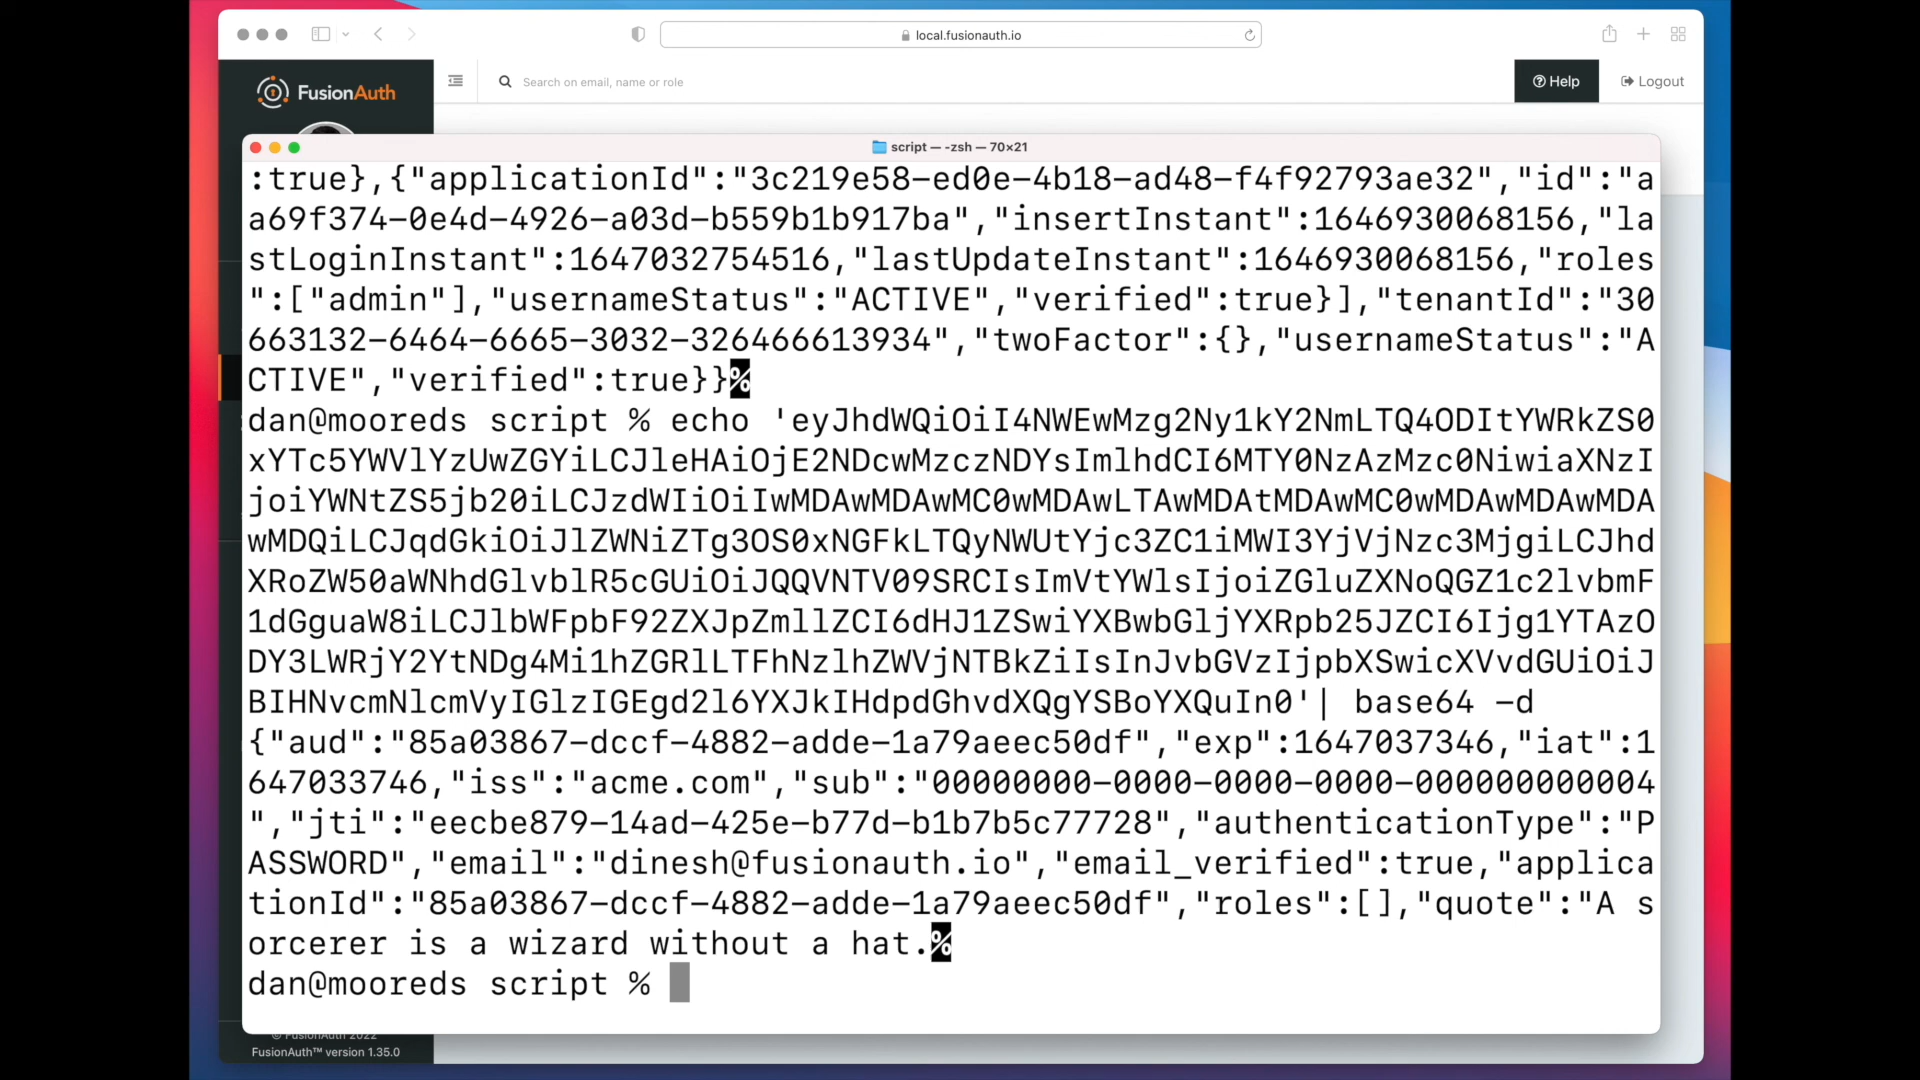 local.fusionauth.io
FusionAuth
Search on email, name or role
Help
Logout
script — -zsh — 70×21
:true},{"applicationId":"3c219e58-ed0e-4b18-ad48-f4f92793ae32","id":"a
a69f374-0e4d-4926-a03d-b559b1b917ba","insertInstant":1646930068156,"la
stLoginInstant":1647032754516,"lastUpdateInstant":1646930068156,"roles
":["admin"],"usernameStatus":"ACTIVE","verified":true}],"tenantId":"30
663132-6464-6665-3032-326466613934","twoFactor":{},"usernameStatus":"A
CTIVE","verified":true}}%
dan@mooreds script % echo 'eyJhdWQiOiI4NWEwMzg2Ny1kY2NmLTQ4ODItYWRkZS0
xYTc5YWVlYzUwZGYiLCJleHAiOjE2NDcwMzczNDYsImlhdCI6MTY0NzAzMzc0NiwiaXNzI
joiYWNtZS5jb20iLCJzdWIiOiIwMDAwMDAwMC0wMDAwLTAwMDAtMDAwMC0wMDAwMDAwMDA
wMDQiLCJqdGkiOiJlZWNiZTg3OS0xNGFkLTQyNWUtYjc3ZC1iMWI3YjVjNzc3MjgiLCJhd
XRoZW50aWNhdGlvblR5cGUiOiJQQVNTV09SRCIsImVtYWlsIjoiZGluZXNoQGZ1c2lvbmF
1dGguaW8iLCJlbWFpbF92ZXJpZmllZCI6dHJ1ZSwiYXBwbGljYXRpb25JZCI6Ijg1YTAzO
DY3LWRjY2YtNDg4Mi1hZGRlLTFhNzlhZWVjNTBkZiIsInJvbGVzIjpbXSwicXVvdGUiOiJ
BIHNvcmNlcmVyIGlzIGEgd2l6YXJkIHdpdGhvdXQgYSBoYXQuIn0'| base64 -d
{"aud":"85a03867-dccf-4882-adde-1a79aeec50df","exp":1647037346,"iat":1
647033746,"iss":"acme.com","sub":"00000000-0000-0000-0000-000000000004
","jti":"eecbe879-14ad-425e-b77d-b1b7b5c77728","authenticationType":"P
ASSWORD","email":"dinesh@fusionauth.io","email_verified":true,"applica
tionId":"85a03867-dccf-4882-adde-1a79aeec50df","roles":[],"quote":"A s
orcerer is a wizard without a hat.%
dan@mooreds script %
© FusionAuth 2022
FusionAuth™ version 1.35.0